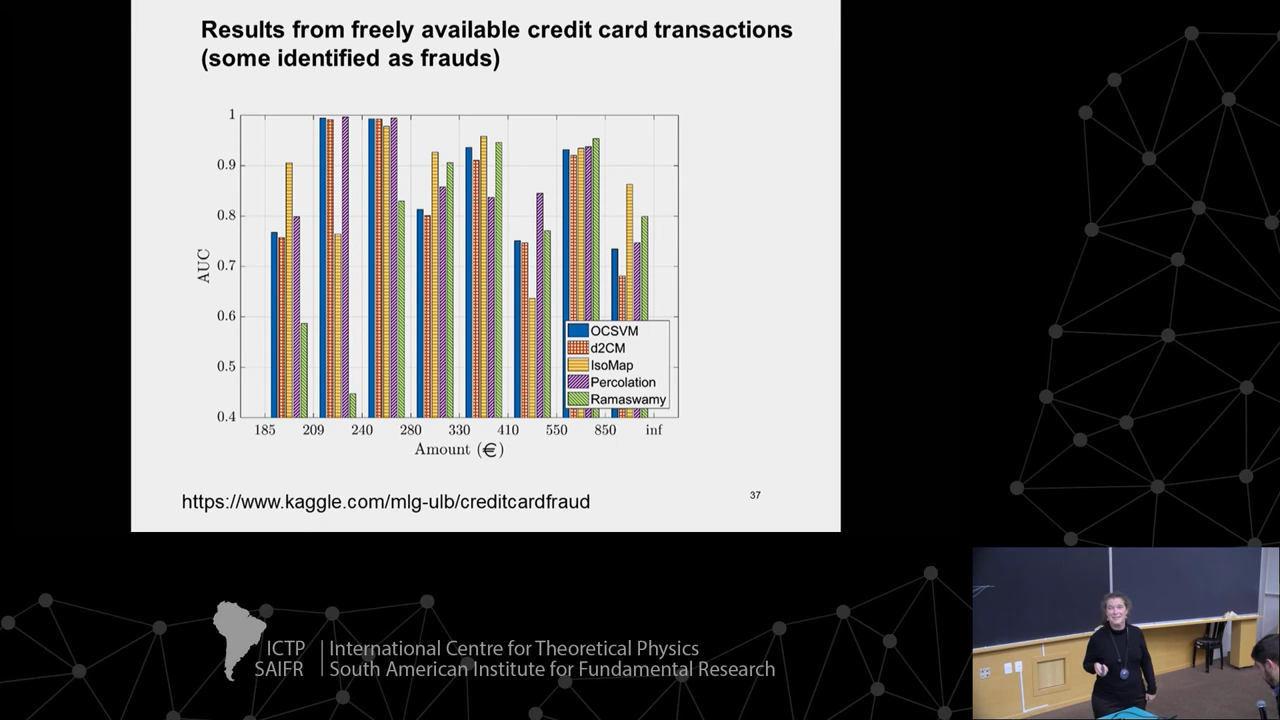 Results from freely available credit card transactions
(some identified as frauds)
1
0.9
0.8
0.7
0.6
0.5
0.4
AUC
OCSVM
d2CM
IsoMap
Percolation
Ramaswamy
185 209 240 280 330 410 550 850 inf
Amount (€)
https://www.kaggle.com/mlg-ulb/creditcardfraud
37
ICTP International Centre for Theoretical Physics
SAIFR South American Institute for Fundamental Research